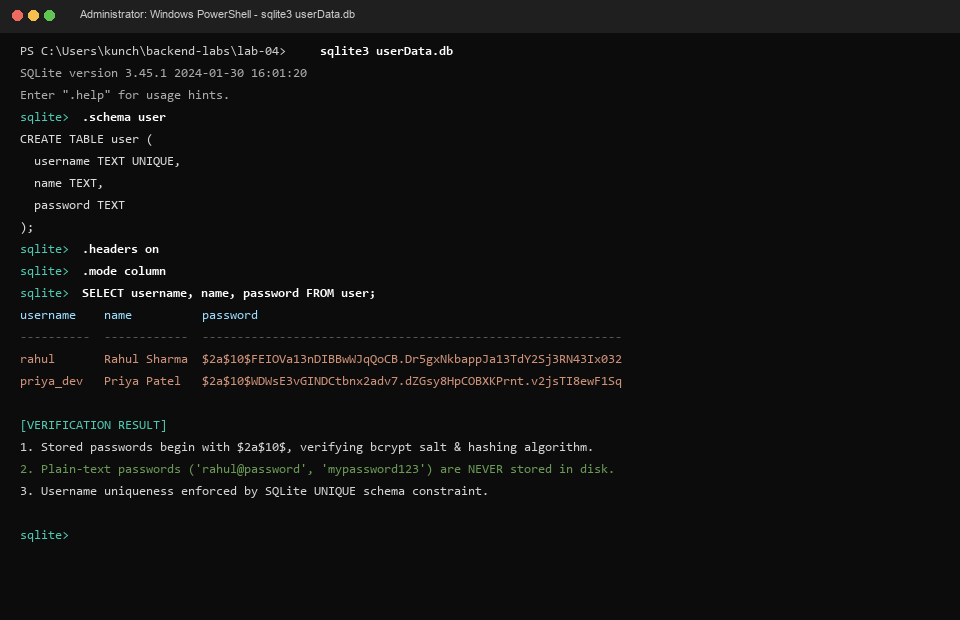 Administrator: Windows PowerShell - sqlite3 userData.db
PS C:\Users\kunch\backend-labs\lab-04> sqlite3 userData.db
SQLite version 3.45.1 2024-01-30 16:01:20
Enter ".help" for usage hints.
sqlite> .schema user
CREATE TABLE user (
  username TEXT UNIQUE,
  name TEXT,
  password TEXT
);
sqlite> .headers on
sqlite> .mode column
sqlite> SELECT username, name, password FROM user;
username    name          password
----------  ------------  ------------------------------------------------------------
rahul       Rahul Sharma  $2a$10$FEIOVa13nDIBBwWJqQoCB.Dr5gxNkbappJa13TdY2Sj3RN43Ix032
priya_dev   Priya Patel   $2a$10$WDWsE3vGINDCtbnx2adv7.dZGsy8HpCOBXKPrnt.v2jsTI8ewF1Sq
[VERIFICATION RESULT]
1. Stored passwords begin with $2a$10$, verifying bcrypt salt & hashing algorithm.
2. Plain-text passwords ('rahul@password', 'mypassword123') are NEVER stored in disk.
3. Username uniqueness enforced by SQLite UNIQUE schema constraint.
sqlite>